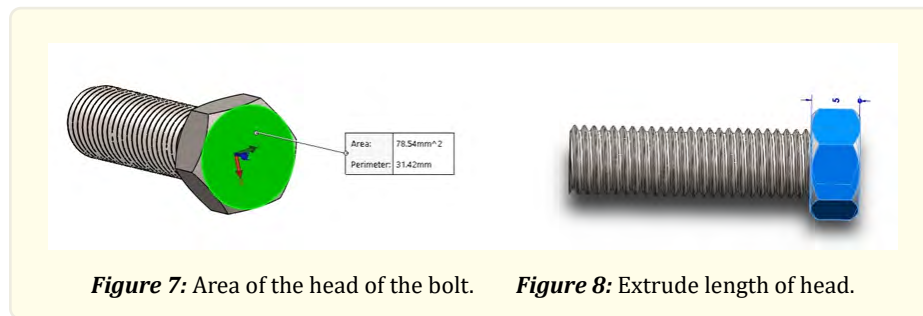 Area: 78.54mm^2
Perimeter: 31.42mm
5
Figure 7: Area of the head of the bolt.
Figure 8: Extrude length of head.